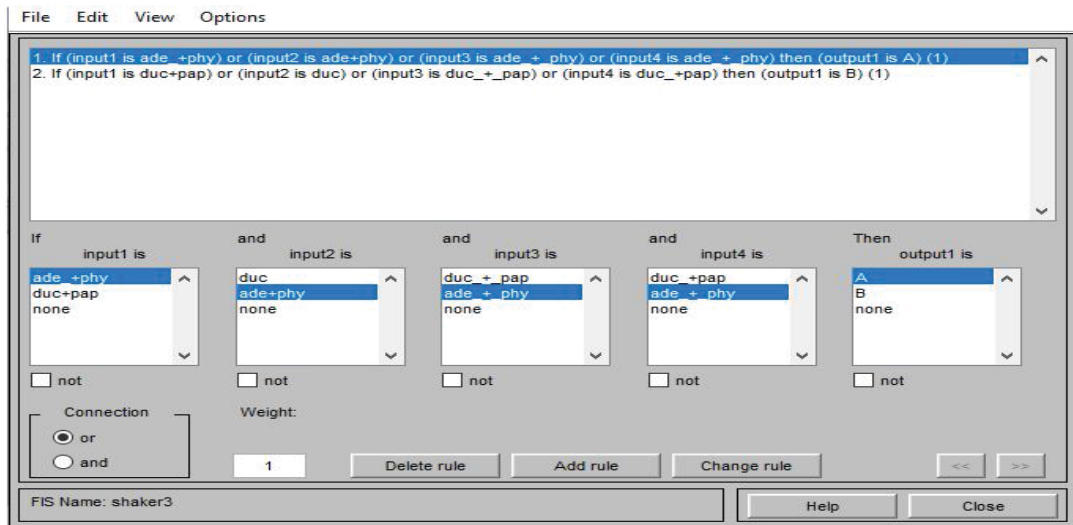 File Edit View Options
1. If (input1 is ade_+phy) or (input2 is ade+phy) or (input3 is ade_+_phy) or (input4 is ade_+_phy) then (output1 is A) (1)
2. If (input1 is duc+pap) or (input2 is duc) or (input3 is duc_+_pap) or (input4 is duc_+pap) then (output1 is B) (1)
If and and and Then
input1 is input2 is input3 is input4 is output1 is
ade_+phy duc duc_+_pap duc_+pap A
duc+pap ade+phy ade_+_phy ade_+_phy B
none none none none none
not not not not not
Connection Weight:
or
and 1 Delete rule Add rule Change rule << >>
FIS Name: shaker3 Help Close